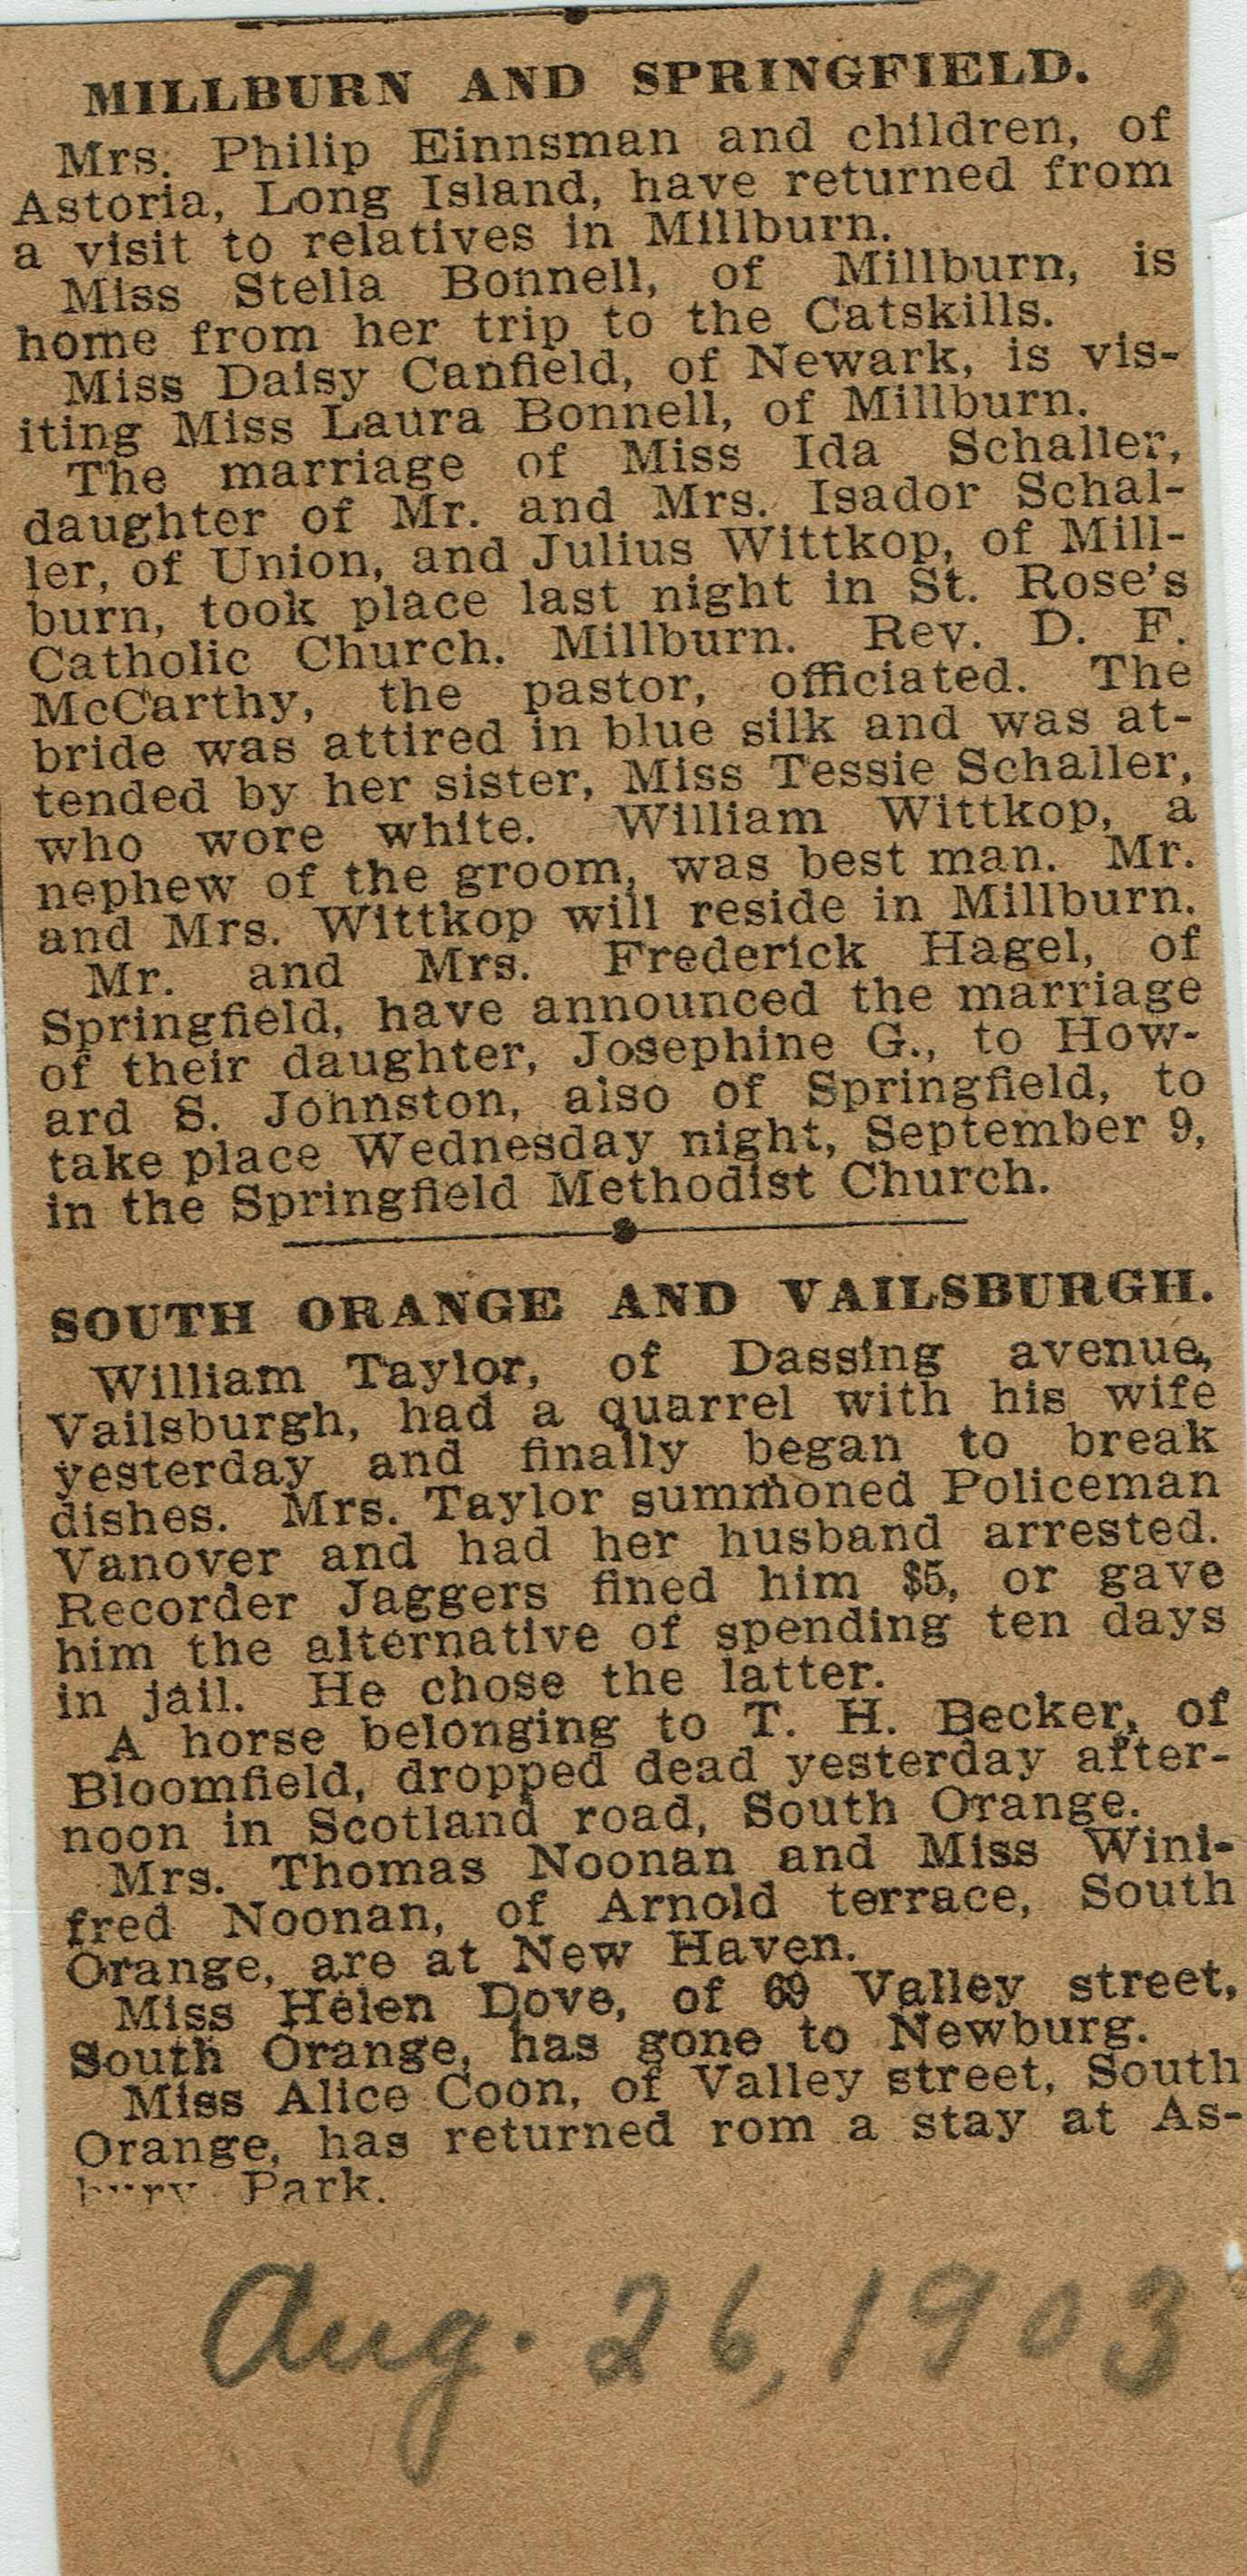 MILLBURN AND SPRINGFIELD.
Mrs. Philip Einnsman and children, of
Astoria, Long Island, have returned from
a visit to relatives in Millburn.
Miss Stella Bonnell, of Millburn, is
home from her trip to the Catskills.
Miss Daisy Canfield, of Newark, is vis-
iting Miss Laura Bonnell, of Millburn.
The marriage of Miss Ida Schaller,
daughter of Mr. and Mrs. Isador Schal-
ler, of Union, and Julius Wittkop, of Mill-
burn, took place last night in St. Rose's
Catholic Church. Millburn. Rev. D. F.
McCarthy, the pastor, officiated. The
bride was attired in blue silk and was at-
tended by her sister, Miss Tessie Schaller,
who wore white. William Wittkop, a
nephew of the groom, was best man. Mr.
and Mrs. Wittkop will reside in Millburn.
Mr. and Mrs. Frederick Hagel, of
Springfield, have announced the marriage
of their daughter, Josephine G., to How-
ard S. Johnston, also of Springfield, to
take place Wednesday night, September 9,
in the Springfield Methodist Church.
SOUTH ORANGE AND VAILSBURGH.
William Taylor, of Dassing avenue,
Vailsburgh, had a quarrel with his wife
yesterday and finally began to break
dishes. Mrs. Taylor summoned Policeman
Vanover and had her husband arrested.
Recorder Jaggers fined him $5, or gave
him the alternative of spending ten days
in jail. He chose the latter.
A horse belonging to T. H. Becker, of
Bloomfield, dropped dead yesterday after-
noon in Scotland road, South Orange.
Mrs. Thomas Noonan and Miss Wini-
fred Noonan, of Arnold terrace, South
Orange, are at New Haven.
Miss Helen Dove, of 69 Valley street,
South Orange, has gone to Newburg.
Miss Alice Coon, of Valley street, South
Orange, has returned rom a stay at As-
bury Park.
Aug. 26, 1903